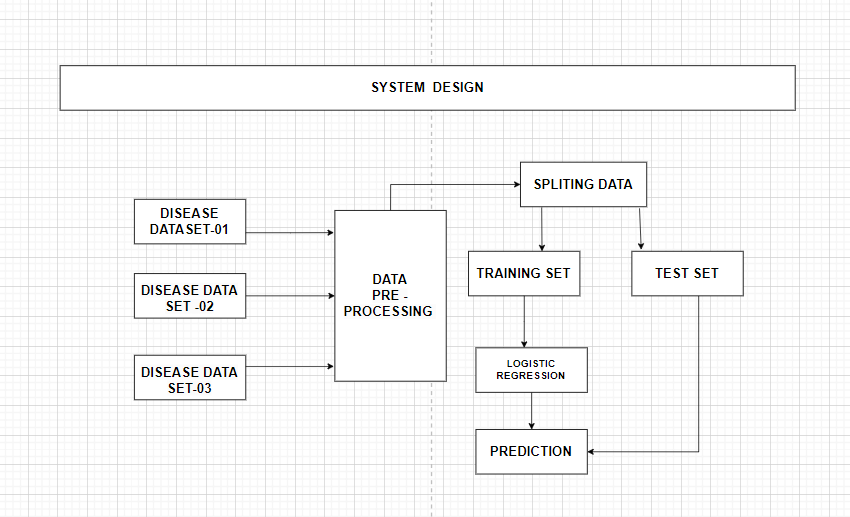 SYSTEM DESIGN
SPLITING DATA
DISEASE
DATASET-01
DISEASE DATA
SET -02
DISEASE DATA
SET-03
DATA
PRE -
PROCESSING
TRAINING SET
TEST SET
LOGISTIC
REGRESSION
PREDICTION